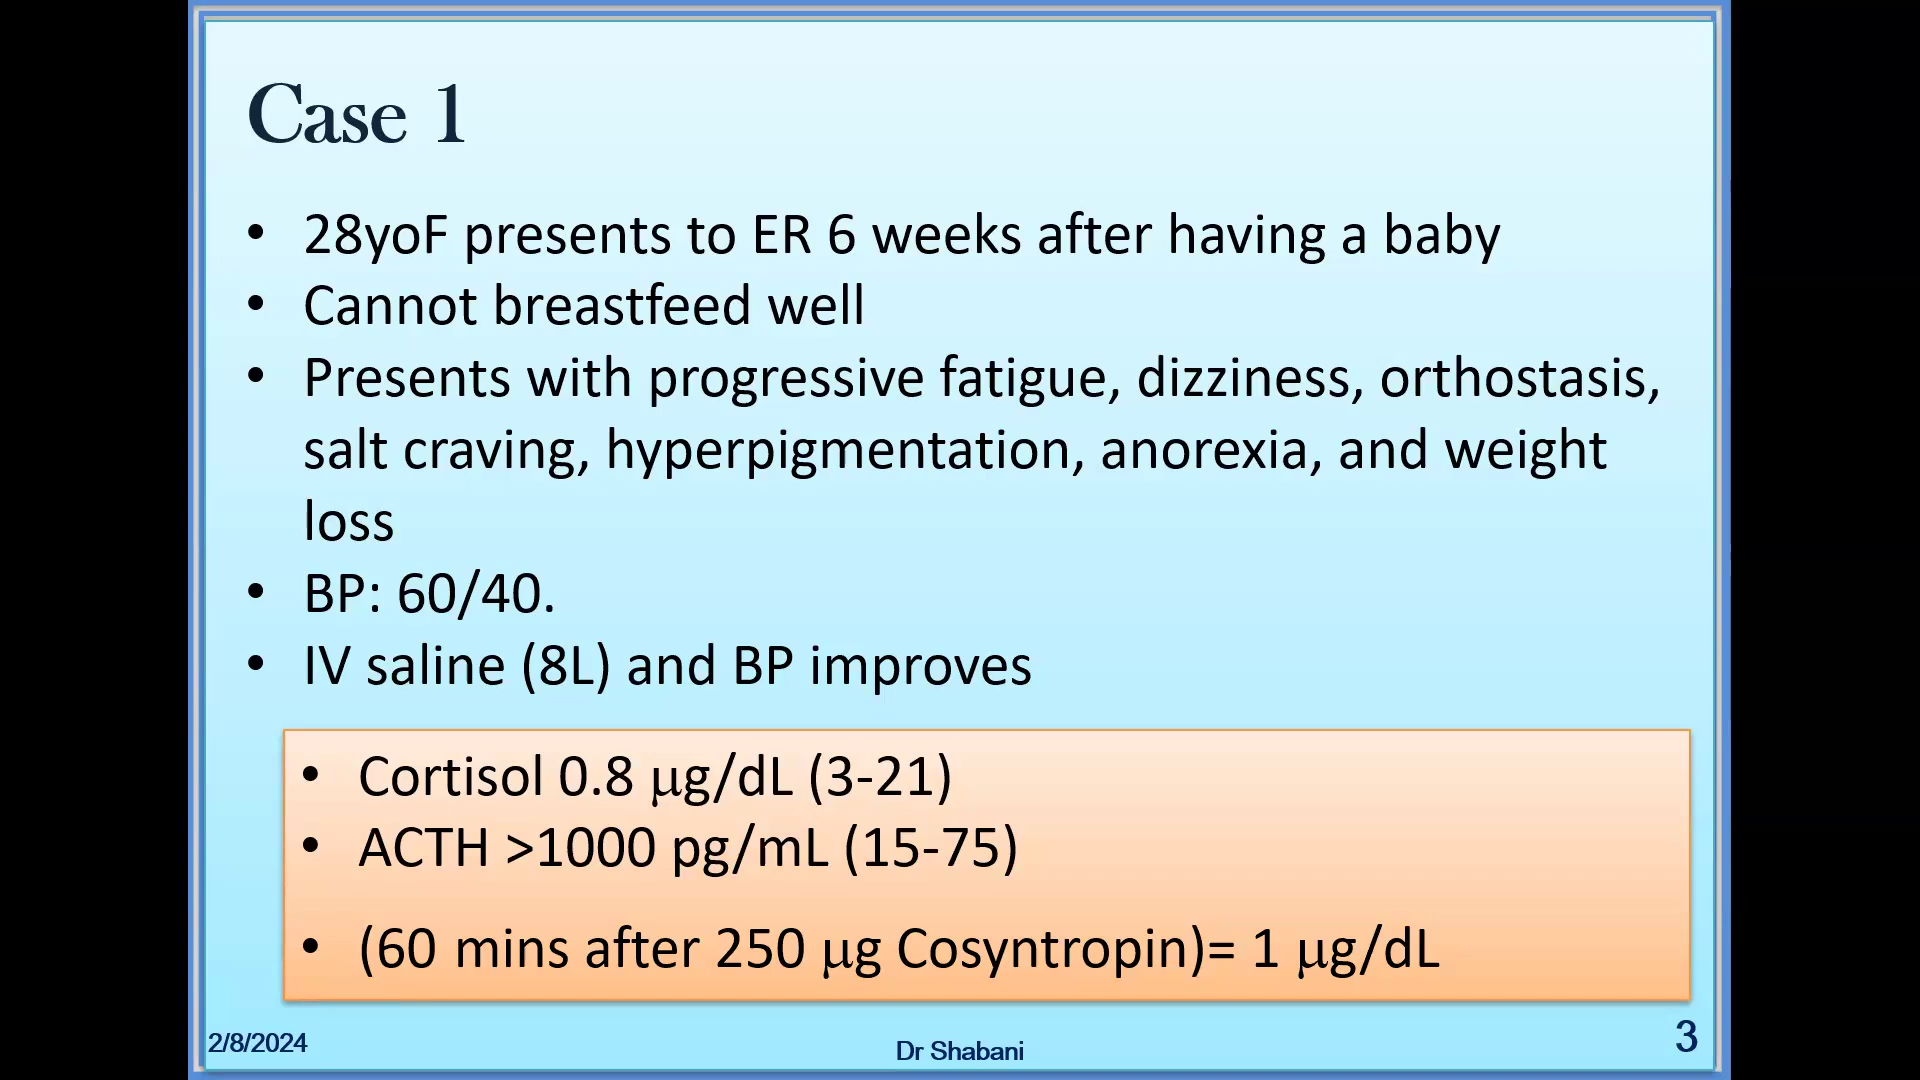 Case 1
• 28yoF presents to ER 6 weeks after having a baby
• Cannot breastfeed well
• Presents with progressive fatigue, dizziness, orthostasis,
salt craving, hyperpigmentation, anorexia, and weight
loss
• BP: 60/40.
• IV saline (8L) and BP improves
• Cortisol 0.8 μg/dL (3-21)
• ACTH >1000 pg/mL (15-75)
• (60 mins after 250 μg Cosyntropin)= 1 μg/dL
2/8/2024
Dr Shabani
3